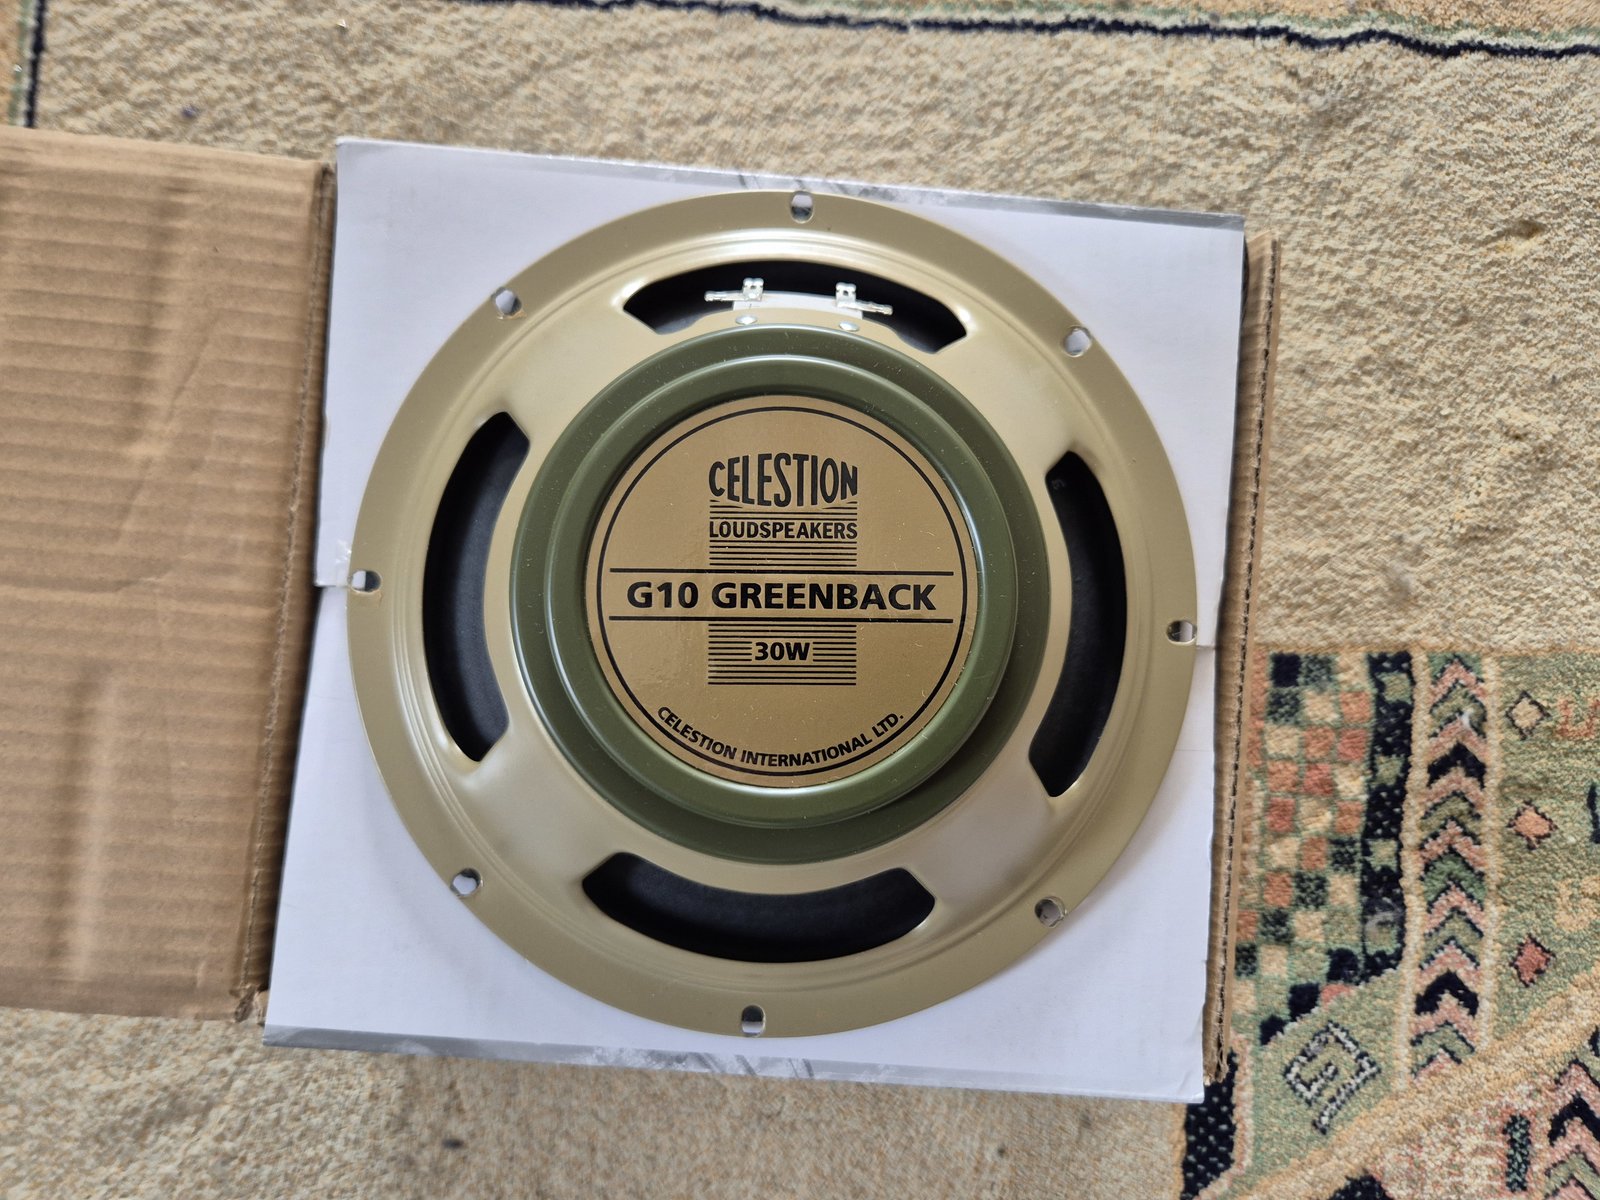 CELESTION
LOUDSPEAKERS
G10 GREENBACK
30W
CELESTION INTERNATIONAL LTD.